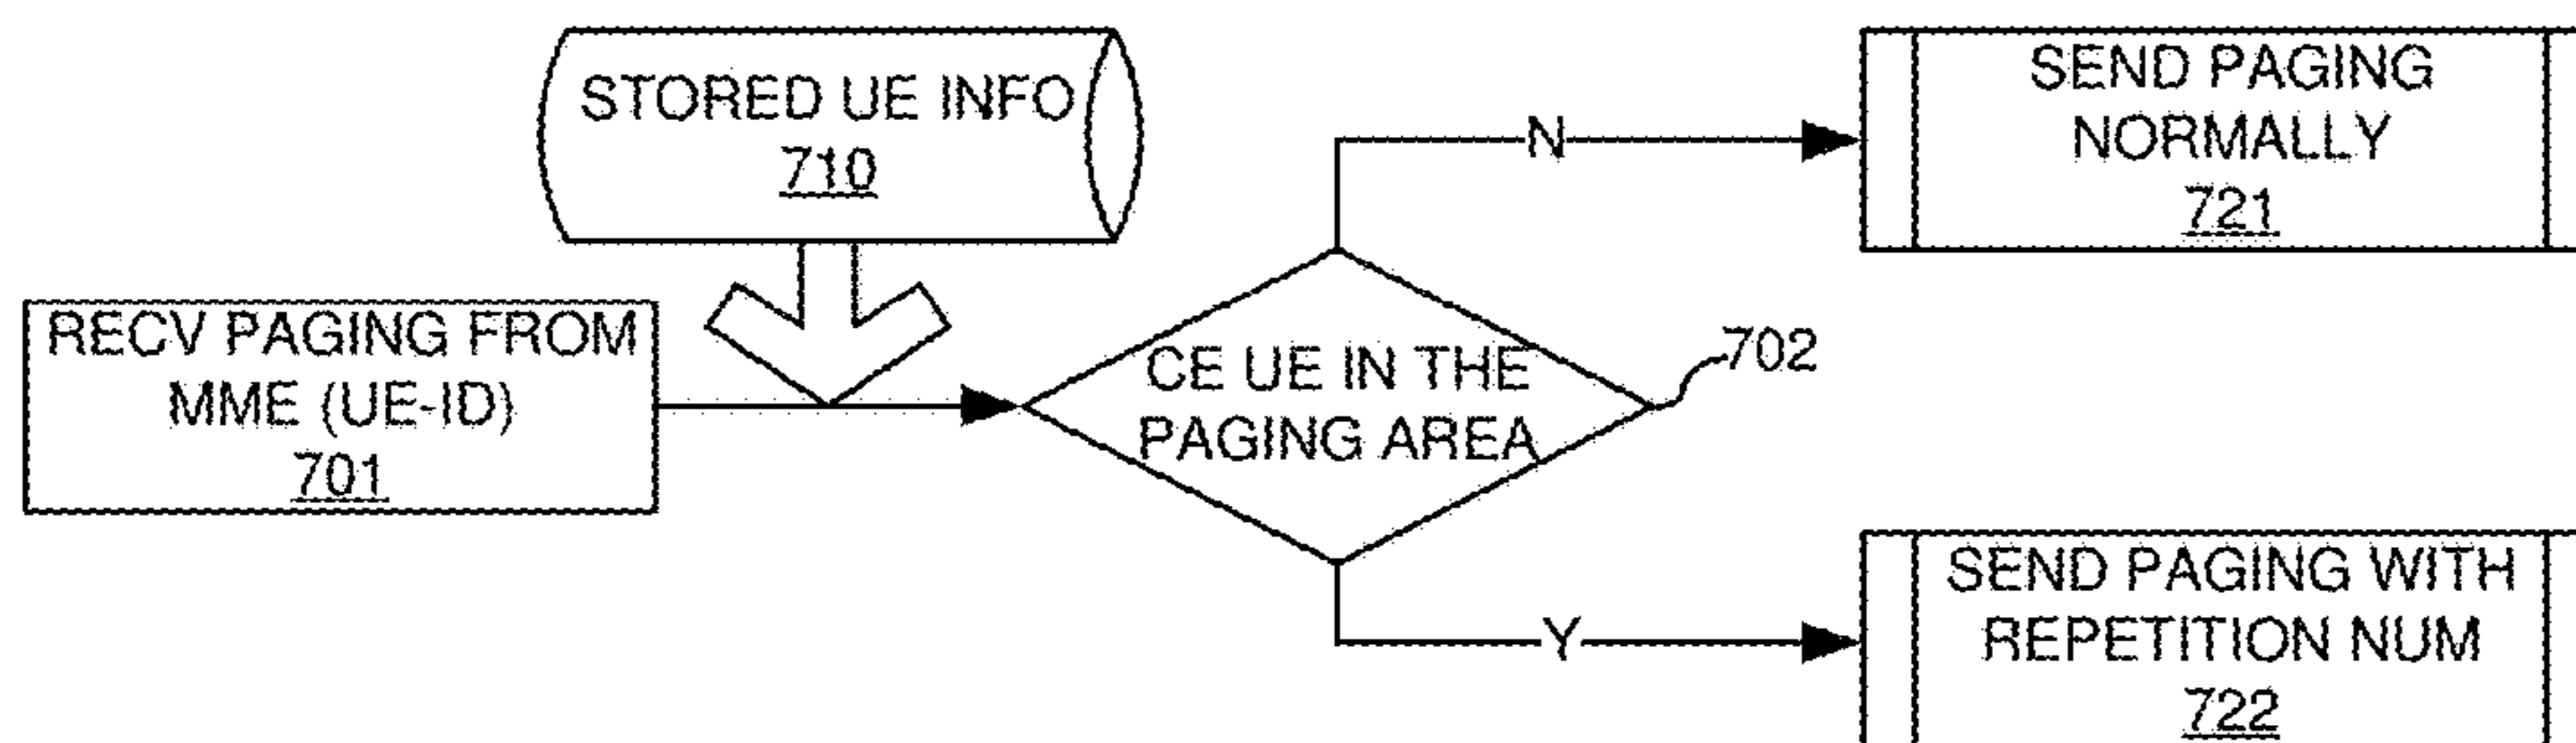 STORED UE INFO
710
RECV PAGING FROM
MME (UE-ID)
701
CE UE IN THE
PAGING AREA
702
N
SEND PAGING
NORMALLY
721
Y
SEND PAGING WITH
REPETITION NUM
722